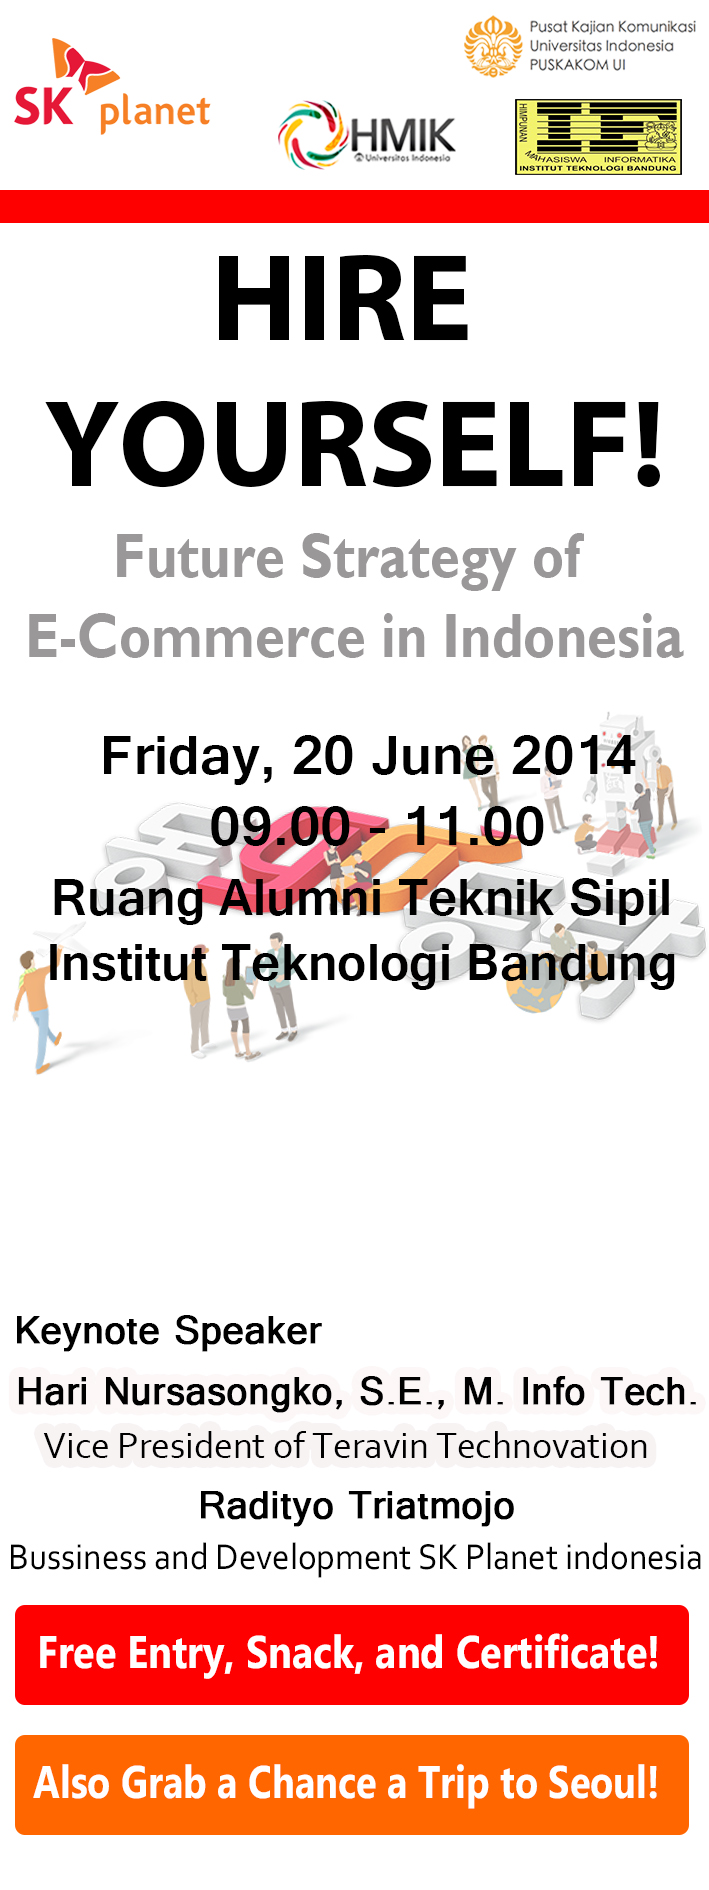 SK planet
Pusat Kajian Komunikasi
Universitas Indonesia
PUSKAKOM UI
HMIK
Universitas Indonesia
HIMPUNAN
IF
MAHASISWA INFORMATIKA
INSTITUT TEKNOLOGI BANDUNG
HIRE
YOURSELF!
Future Strategy of
E-Commerce in Indonesia
Friday, 20 June 2014
09.00 - 11.00
Ruang Alumni Teknik Sipil
Institut Teknologi Bandung
Keynote Speaker
Hari Nursasongko, S.E., M. Info Tech.
Vice President of Teravin Technovation
Radityo Triatmojo
Bussiness and Development SK Planet indonesia
Free Entry, Snack, and Certificate!
Also Grab a Chance a Trip to Seoul!